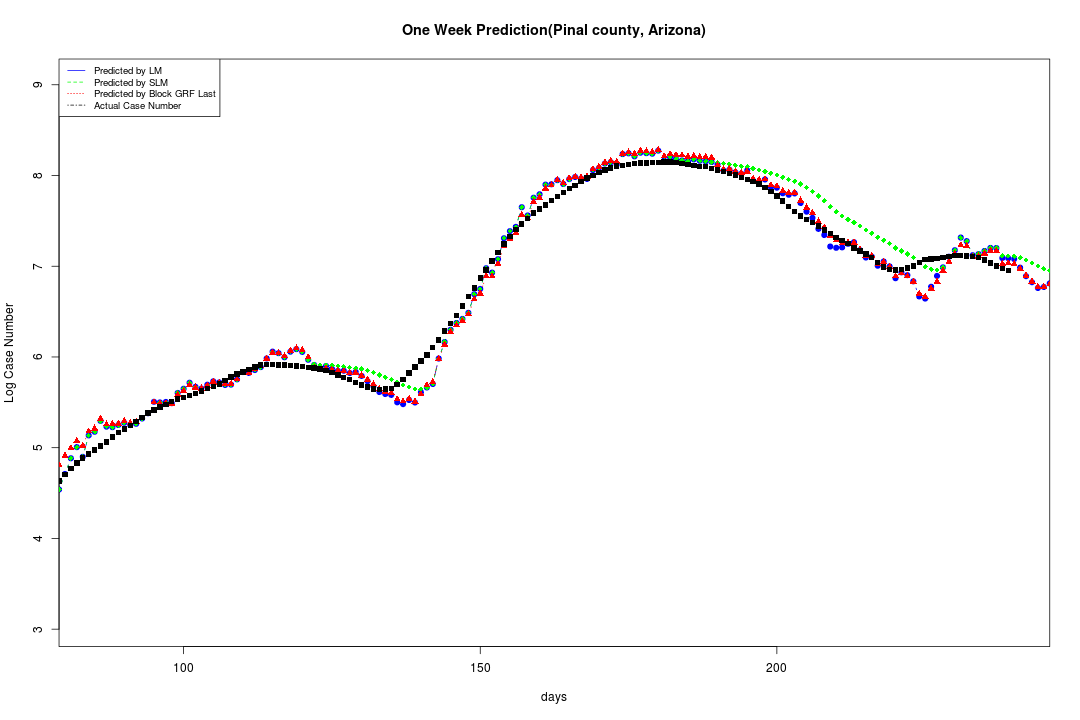 One Week Prediction(Pinal county, Arizona)
Predicted by LM
Predicted by SLM
Predicted by Block GRF Last
Actual Case Number
9
8
7
6
5
4
3
Log Case Number
100
150
200
days